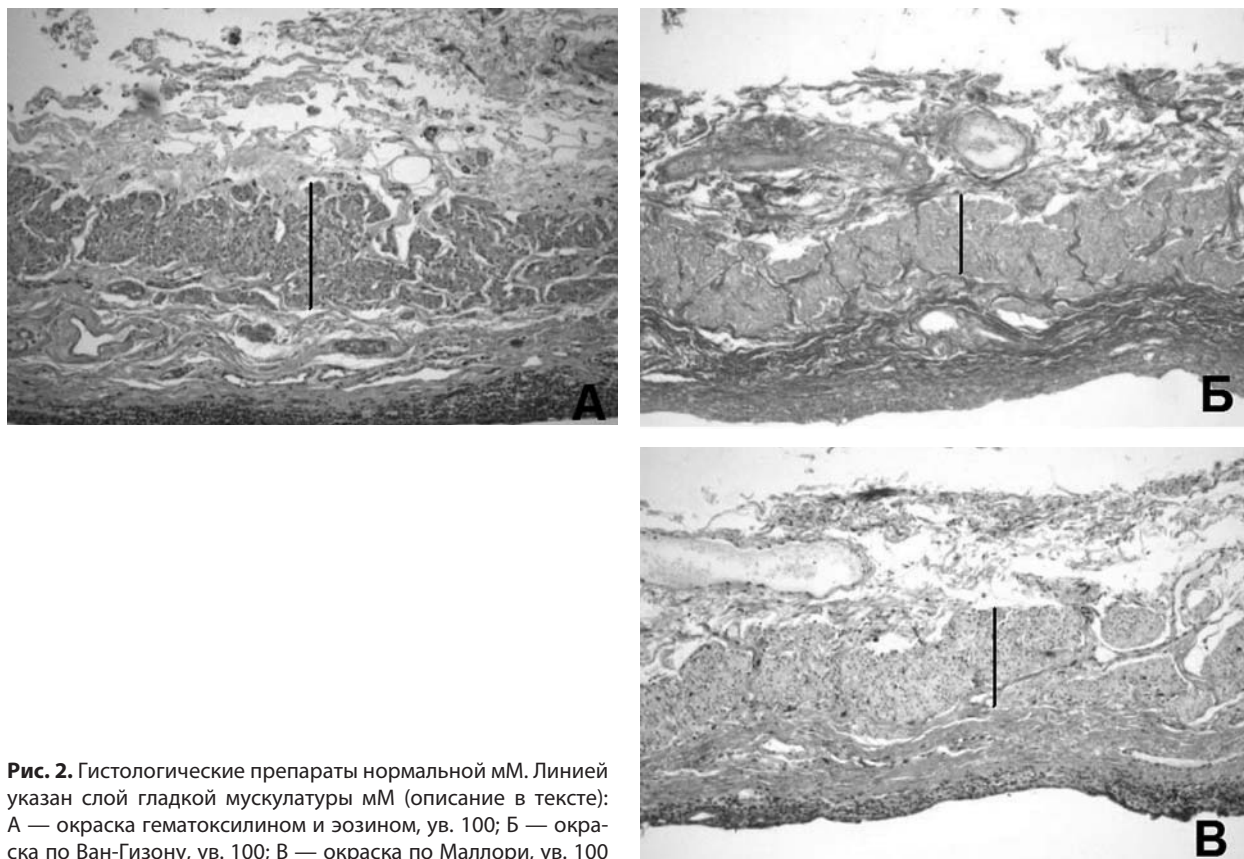 А
Б
В
Рис. 2. Гистологические препараты нормальной мМ. Линией
указан слой гладкой мускулатуры мМ (описание в тексте):
А — окраска гематоксилином и эозином, ув. 100; Б — окра-
ска по Ван-Гизону, ув. 100; В — окраска по Маллори, ув. 100